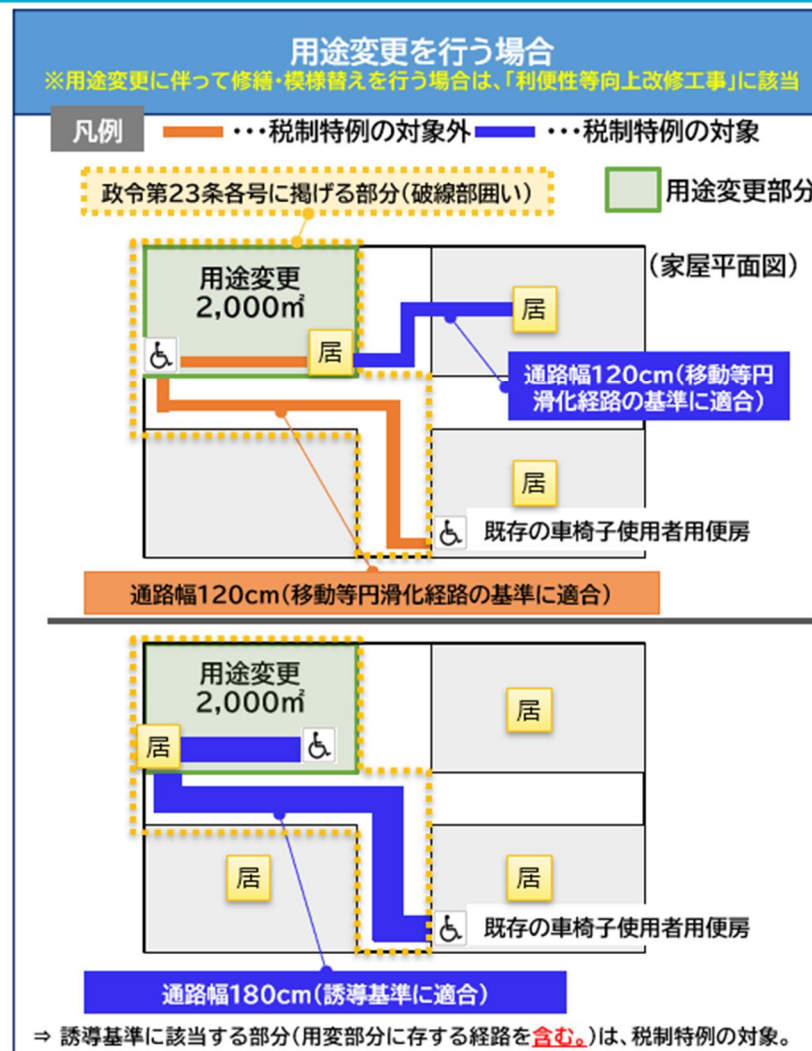 用途変更を行う場合
※用途変更に伴って修繕・模様替えを行う場合は、「利便性等向上改修工事」に該当
凡例
・・・税制特例の対象外
・・・税制特例の対象
政令第23条各号に掲げる部分(破線部囲い)
用途変更部分
(家屋平面図)
用途変更
2,000㎡
居
居
通路幅120cm(移動等円
滑化経路の基準に適合)
居
既存の車椅子使用者用便房
通路幅120cm(移動等円滑化経路の基準に適合)
用途変更
2,000㎡
居
居
居
居
既存の車椅子使用者用便房
通路幅180cm(誘導基準に適合)
⇒ 誘導基準に該当する部分(用変部分に存する経路を含む。)は、税制特例の対象。